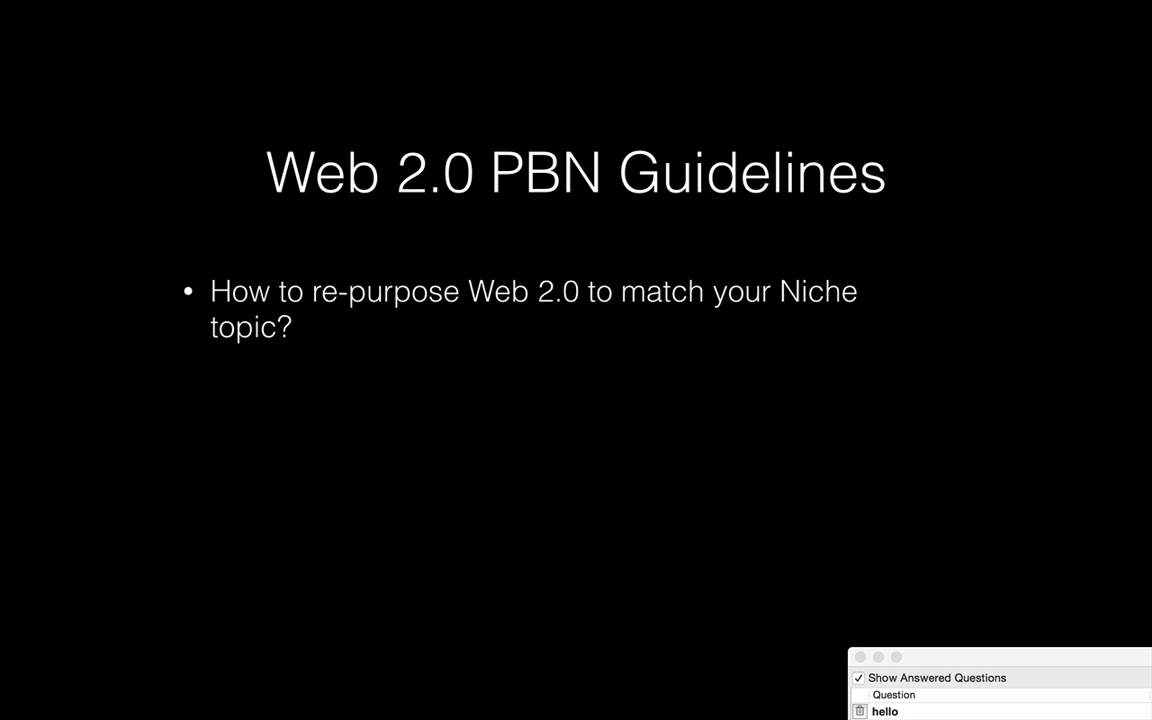 Web 2.0 PBN Guidelines
• How to re-purpose Web 2.0 to match your Niche
topic?
Show Answered Questions
Question
hello